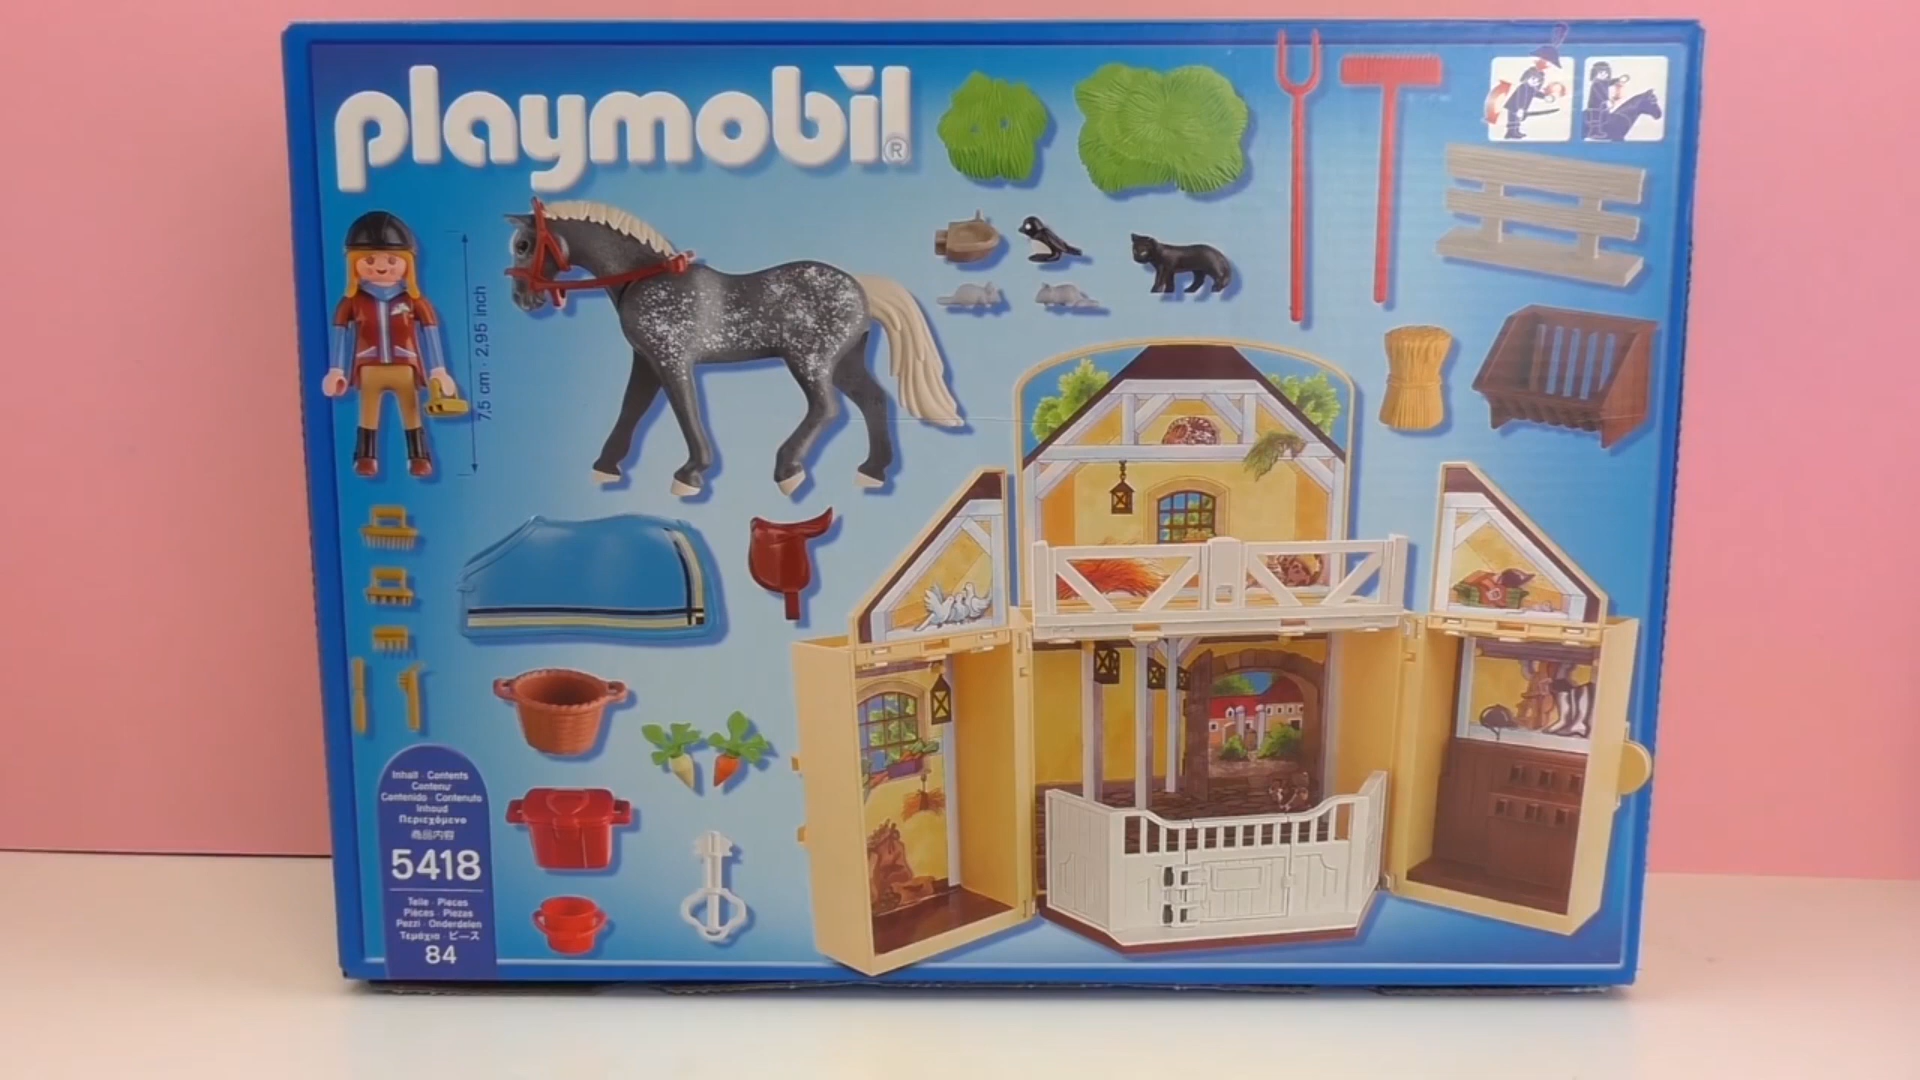 playmobil®
7,5 cm · 2,95 inch
Inhalt · Contents
Contenu
Contenido · Contenuto
Inhoud
Περιεχόμενο
商品内容
5418
Teile · Pieces
Pièces · Piezas
Pezzi · Onderdelen
Τεμάχια · ピース
84